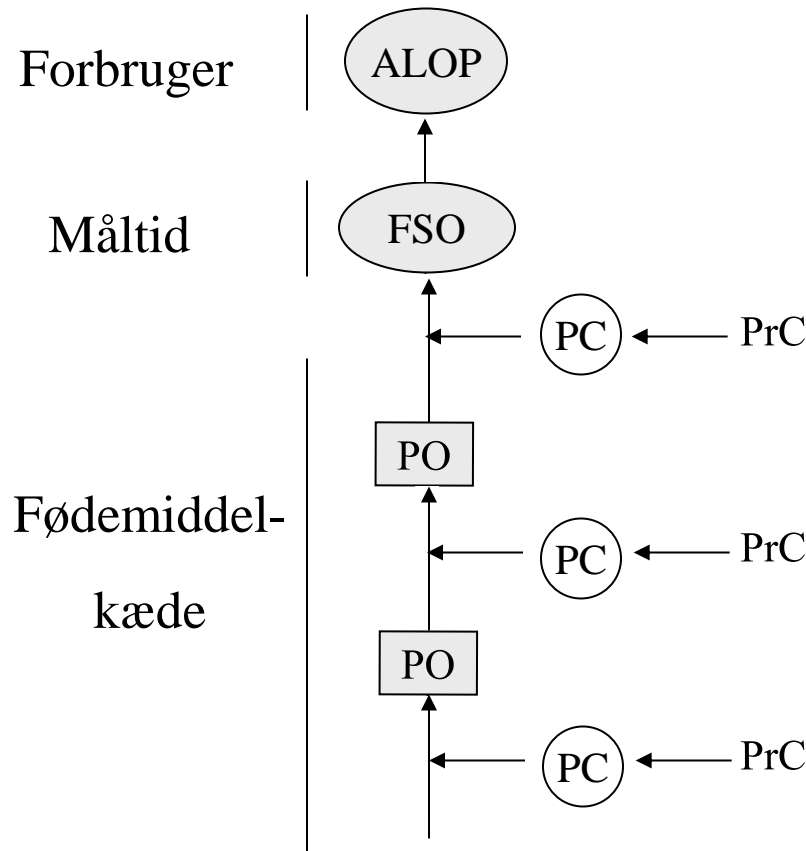 Forbruger
ALOP
Måltid
FSO
PC
PrC
PO
Fødemiddel-
kæde
PC
PrC
PO
PC
PrC